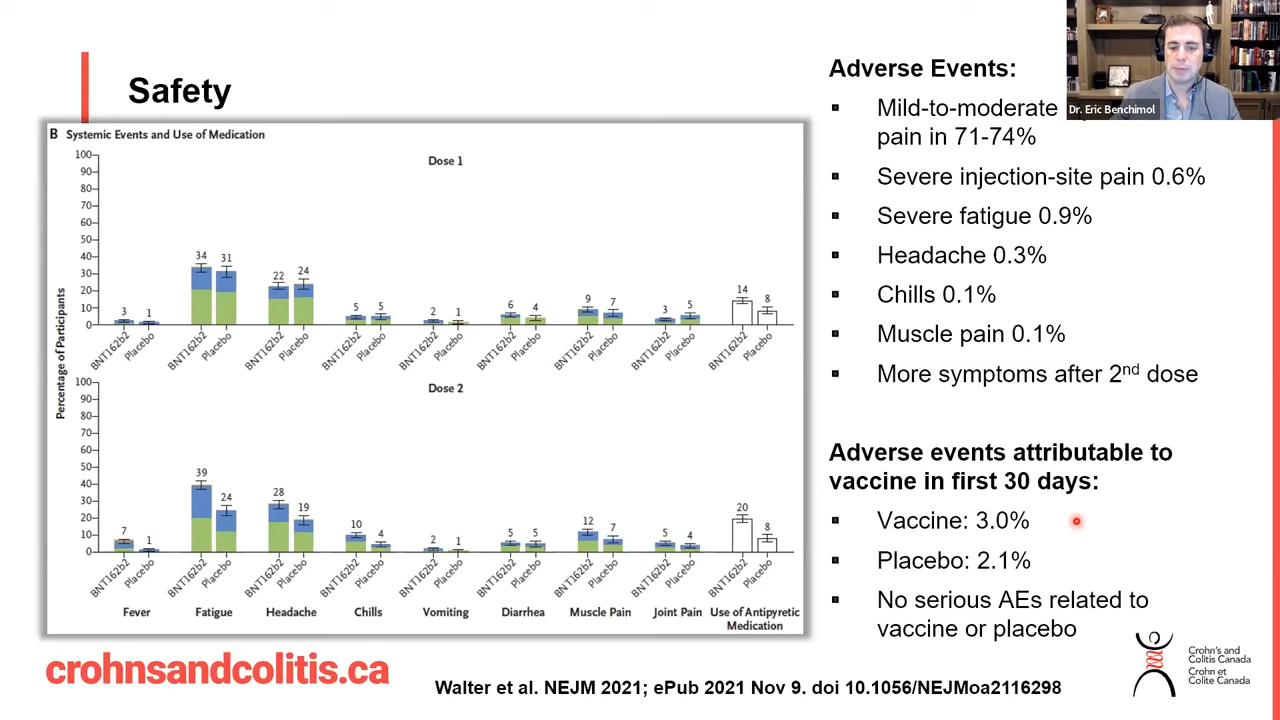 Safety
B Systemic Events and Use of Medication
Percentage of Participants
Dose 1
100
90
80
70
60
50
40
30
20
10
0
3 1 34 31 22 24 5 5 2 1 6 4 9 7 3 5 14 8
BNT162b2 Placebo BNT162b2 Placebo BNT162b2 Placebo BNT162b2 Placebo BNT162b2 Placebo BNT162b2 Placebo BNT162b2 Placebo BNT162b2 Placebo BNT162b2 Placebo
Dose 2
100
90
80
70
60
50
40
30
20
10
0
7 1 39 24 28 19 10 4 2 1 5 5 12 7 5 4 20 8
BNT162b2 Placebo BNT162b2 Placebo BNT162b2 Placebo BNT162b2 Placebo BNT162b2 Placebo BNT162b2 Placebo BNT162b2 Placebo BNT162b2 Placebo BNT162b2 Placebo
Fever Fatigue Headache Chills Vomiting Diarrhea Muscle Pain Joint Pain Use of Antipyretic
Medication
Adverse Events:
Mild-to-moderate
pain in 71-74%
Severe injection-site pain 0.6%
Severe fatigue 0.9%
Headache 0.3%
Chills 0.1%
Muscle pain 0.1%
More symptoms after 2nd dose
Adverse events attributable to
vaccine in first 30 days:
Vaccine: 3.0%
Placebo: 2.1%
No serious AEs related to
vaccine or placebo
Dr. Eric Benchimol
crohnsandcolitis.ca
Walter et al. NEJM 2021; ePub 2021 Nov 9. doi 10.1056/NEJMoa2116298
Crohn's and
Colitis Canada
Crohn et
Colite Canada